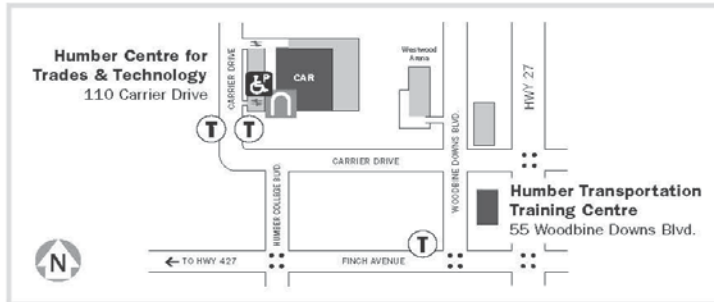 Humber Centre for
Trades & Technology
110 Carrier Drive
CARRIER DRIVE
P
CAR
Westwood
Arena
HWY 27
T
T
WOODBINE DOWNS BLVD.
CARRIER DRIVE
HUMBER COLLEGE BLVD.
Humber Transportation
Training Centre
55 Woodbine Downs Blvd.
T
N
TO HWY 427
FINCH AVENUE